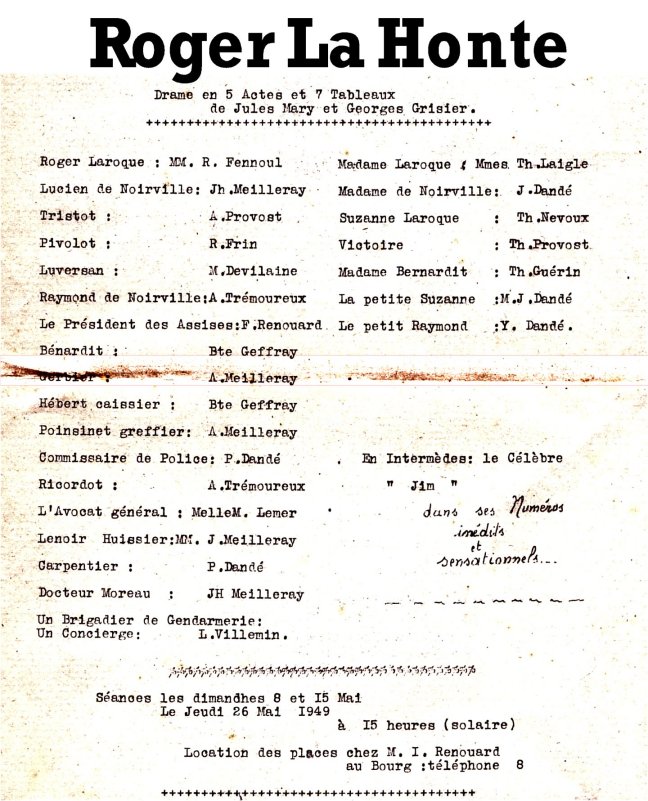 Roger La Honte
Drame en 5 Actes et 7 Tableaux
de Jules Mary et Georges Grisier.
++++++++++++++++++++++++++++++++++++++++++
Roger Laroque : MM. R. Fennoul
Lucien de Noirville: Jh.Meilleray
Tristot : A.Provost
Pivolot : R.Frin
Luversan : M.Devilaine
Raymond de Noirville:A.Trémoureux
Le Président des Assises:F.Renouard
Bénardit : Bte Geffray
Gerbier : A.Meilleray
Hébert caissier : Bte Geffray
Poinsinet greffier: A.Meilleray
Commissaire de Police: P.Dandé
Ricordot : A.Trémoureux
L'Avocat général : MelleM. Lemer
Lenoir Huissier:MM. J.Meilleray
Carpentier : P.Dandé
Docteur Moreau : JH Meilleray
Un Brigadier de Gendarmerie:
Un Concierge: L.Villemin.
Madame Laroque : Mmes Th.Laigle
Madame de Noirville: J.Dandé
Suzanne Laroque : Th.Nevoux
Victoire : Th.Provost
Madame Bernardit : Th.Guérin
La petite Suzanne :M.J.Dandé
Le petit Raymond :Y. Dandé.
En Intermèdes: le Célèbre
" Jim "
dans ses Numéros
inédits
et
sensationnels...
Séances les dimandhes 8 et I5 Mai
Le Jeudi 26 Mai I949
à I5 heures (solaire)
Location des places chez M. I. Renouard
au Bourg :téléphone 8
++++++++++++++++++++++++++++++++++++++